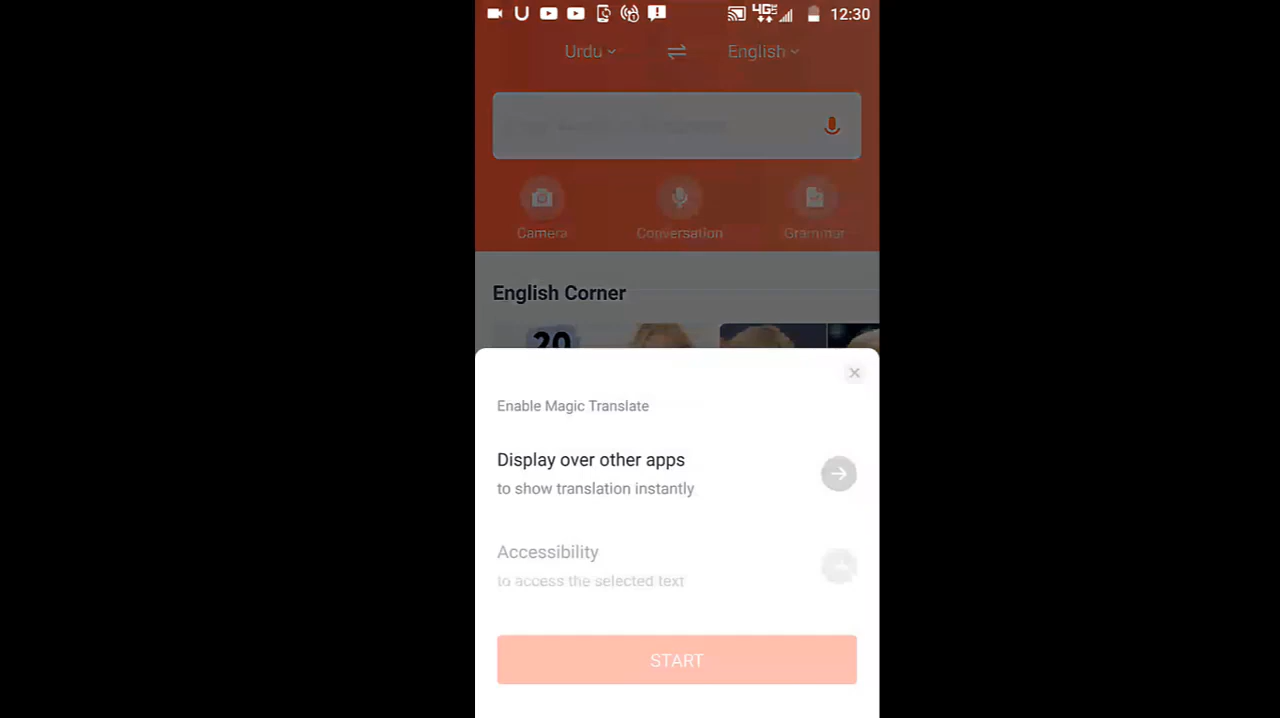 12:30
Urdu
English
Camera
Conversation
Grammar
English Corner
20
Enable Magic Translate
Display over other apps
to show translation instantly
Accessibility
to access the selected text
START